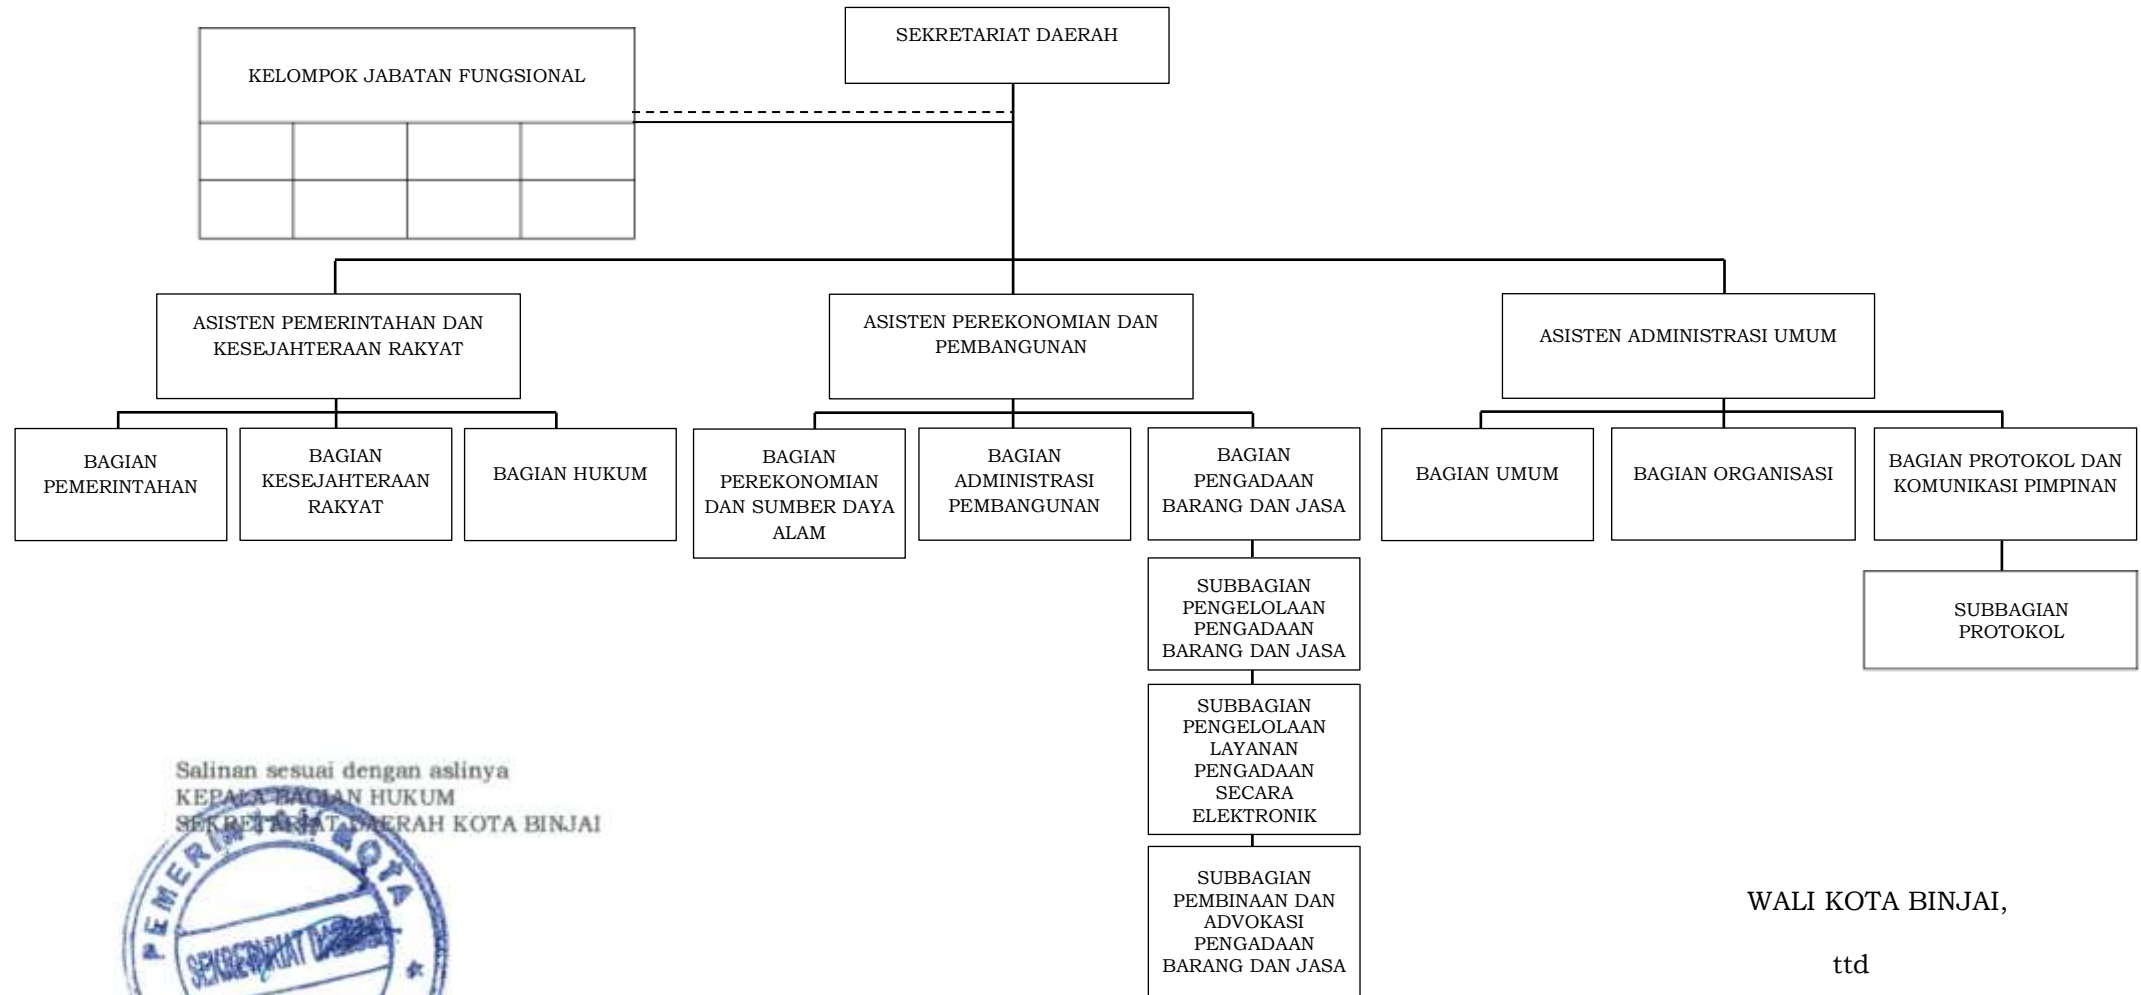 SEKRETARIAT DAERAH
KELOMPOK JABATAN FUNGSIONAL
ASISTEN PEMERINTAHAN DAN
KESEJAHTERAAN RAKYAT
ASISTEN PEREKONOMIAN DAN
PEMBANGUNAN
ASISTEN ADMINISTRASI UMUM
BAGIAN
PEMERINTAHAN
BAGIAN
KESEJAHTERAAN
RAKYAT
BAGIAN HUKUM
BAGIAN
PEREKONOMIAN
DAN SUMBER DAYA
ALAM
BAGIAN
ADMINISTRASI
PEMBANGUNAN
BAGIAN
PENGADAAN
BARANG DAN JASA
BAGIAN UMUM
BAGIAN ORGANISASI
BAGIAN PROTOKOL DAN
KOMUNIKASI PIMPINAN
SUBBAGIAN
PENGELOLAAN
PENGADAAN
BARANG DAN JASA
SUBBAGIAN
PROTOKOL
SUBBAGIAN
PENGELOLAAN
LAYANAN
PENGADAAN
SECARA
ELEKTRONIK
SUBBAGIAN
PEMBINAAN DAN
ADVOKASI
PENGADAAN
BARANG DAN JASA
Salinan sesuai dengan aslinya
KEPALA BAGIAN HUKUM
SEKRETARIAT DAERAH KOTA BINJAI
PEMERINTAH KOTA
SEKRETARIAT DAERAH
WALI KOTA BINJAI,
ttd